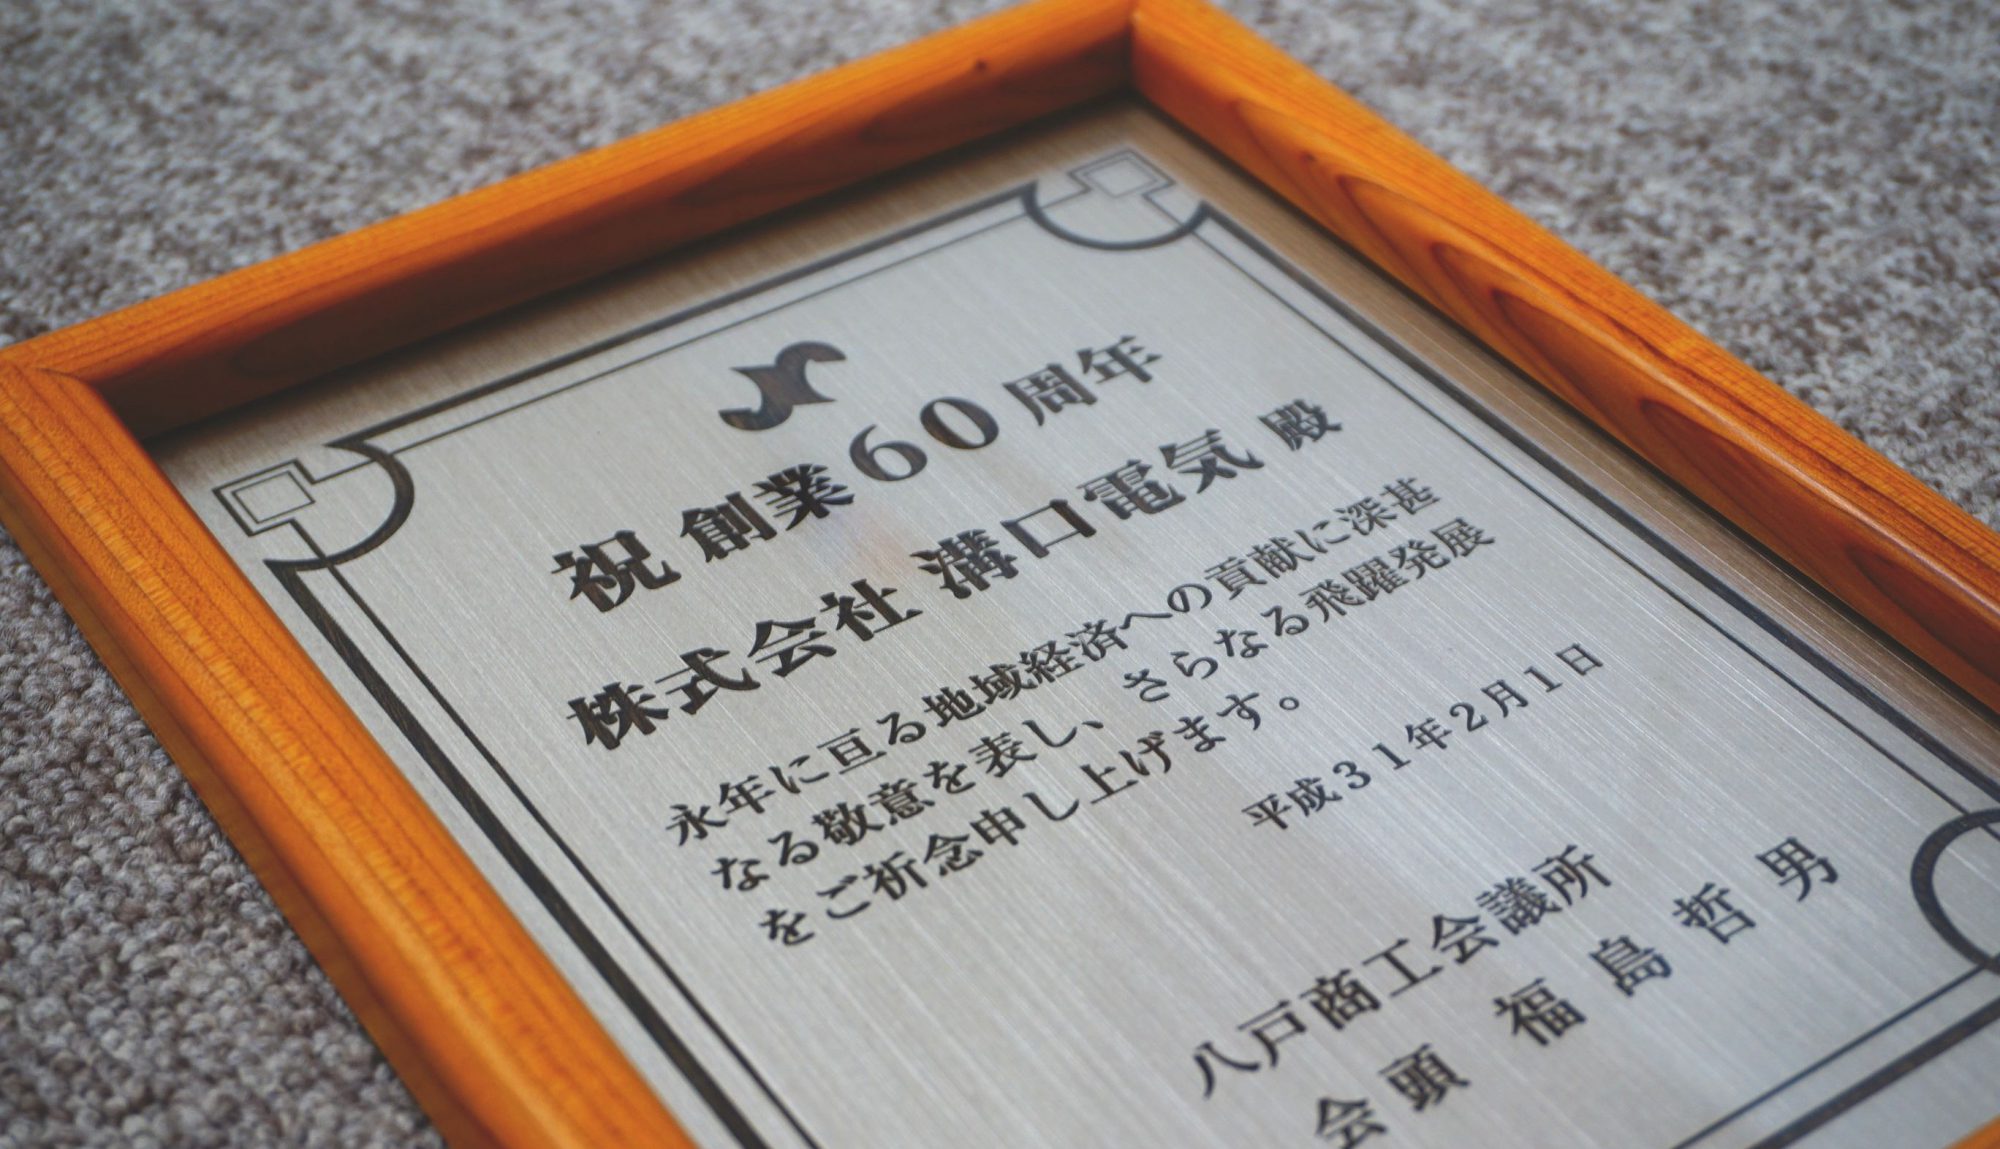 祝 創業60周年
株式会社 溝口電気 殿
永年に亘る地域経済への貢献に深甚
なる敬意を表し、さらなる飛躍発展
をご祈念申し上げます。
平成31年2月1日
八戸商工会議所
会頭 福島哲男